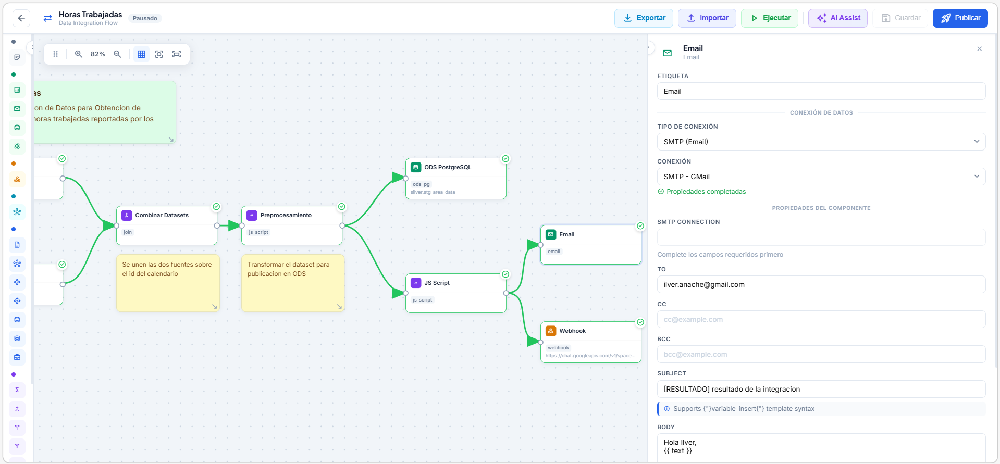 Horas Trabajadas
Data Integration Flow
Pausado
Exportar
Importar
Ejecutar
AI Assist
Guardar
Publicar
82%
as
on de Datos para Obtencion de
horas trabajadas reportadas por los
Combinar Datasets
join
Preprocesamiento
js_script
Se unen las dos fuentes sobre
el id del calendario
Transformar el dataset para
publicacion en ODS
ODS PostgreSQL
ods_pg
silver.stg_area_data
JS Script
js_script
Email
email
Webhook
webhook
https://chat.googleapis.com/v1/space...
Email
Email
ETIQUETA
Email
CONEXIÓN DE DATOS
TIPO DE CONEXIÓN
SMTP (Email)
CONEXIÓN
SMTP - GMail
Propiedades completadas
PROPIEDADES DEL COMPONENTE
SMTP CONNECTION
Complete los campos requeridos primero
TO
ilver.anache@gmail.com
CC
cc@example.com
BCC
bcc@example.com
SUBJECT
[RESULTADO] resultado de la integracion
Supports {"}variable_insert{"} template syntax
BODY
Hola Ilver,
{{ text }}